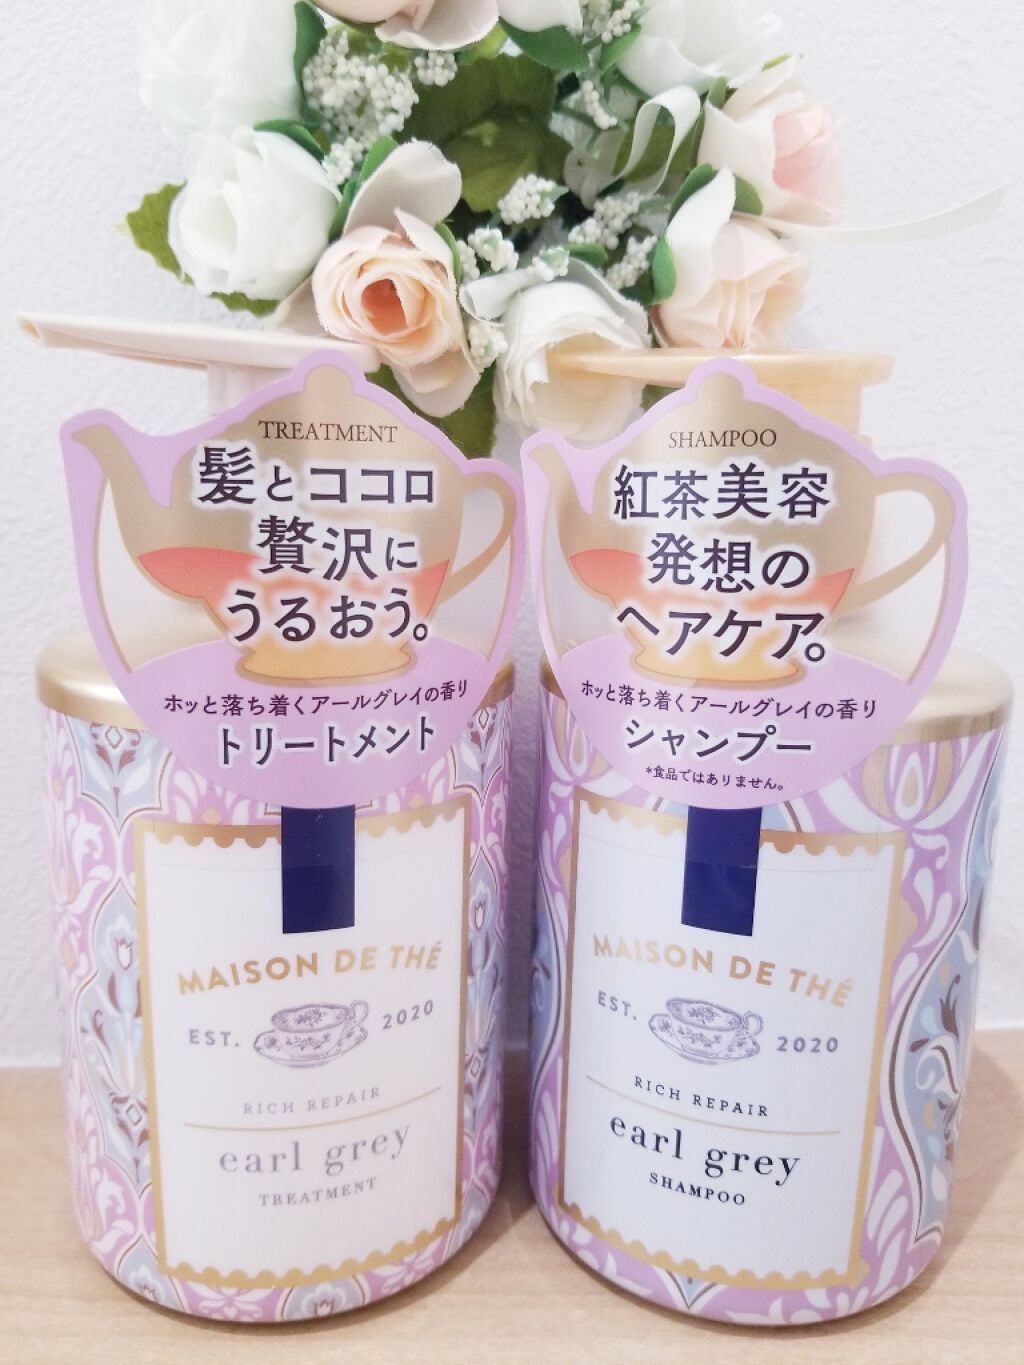 TREATMENT
髪とココロ
贅沢に
うるおう。
ホッと落ち着くアールグレイの香り
トリートメント
MAISON DE THÉ
EST. 2020
RICH REPAIR
earl grey
TREATMENT
SHAMPOO
紅茶美容
発想の
ヘアケア。
ホッと落ち着くアールグレイの香り
シャンプー
*食品ではありません。
MAISON DE THÉ
EST. 2020
RICH REPAIR
earl grey
SHAMPOO